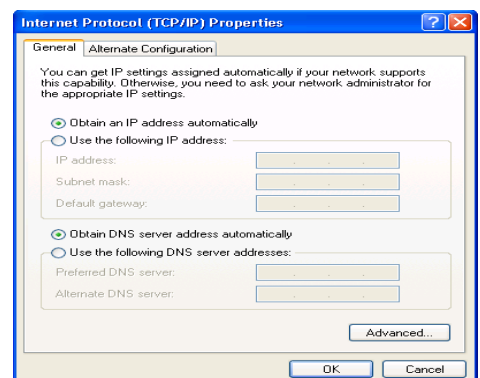 Internet Protocol (TCP/IP) Properties
General Alternate Configuration
You can get IP settings assigned automatically if your network supports
this capability. Otherwise, you need to ask your network administrator for
the appropriate IP settings.
Obtain an IP address automatically
Use the following IP address:
IP address:
Subnet mask:
Default gateway:
Obtain DNS server address automatically
Use the following DNS server addresses:
Preferred DNS server:
Alternate DNS server:
Advanced...
OK Cancel